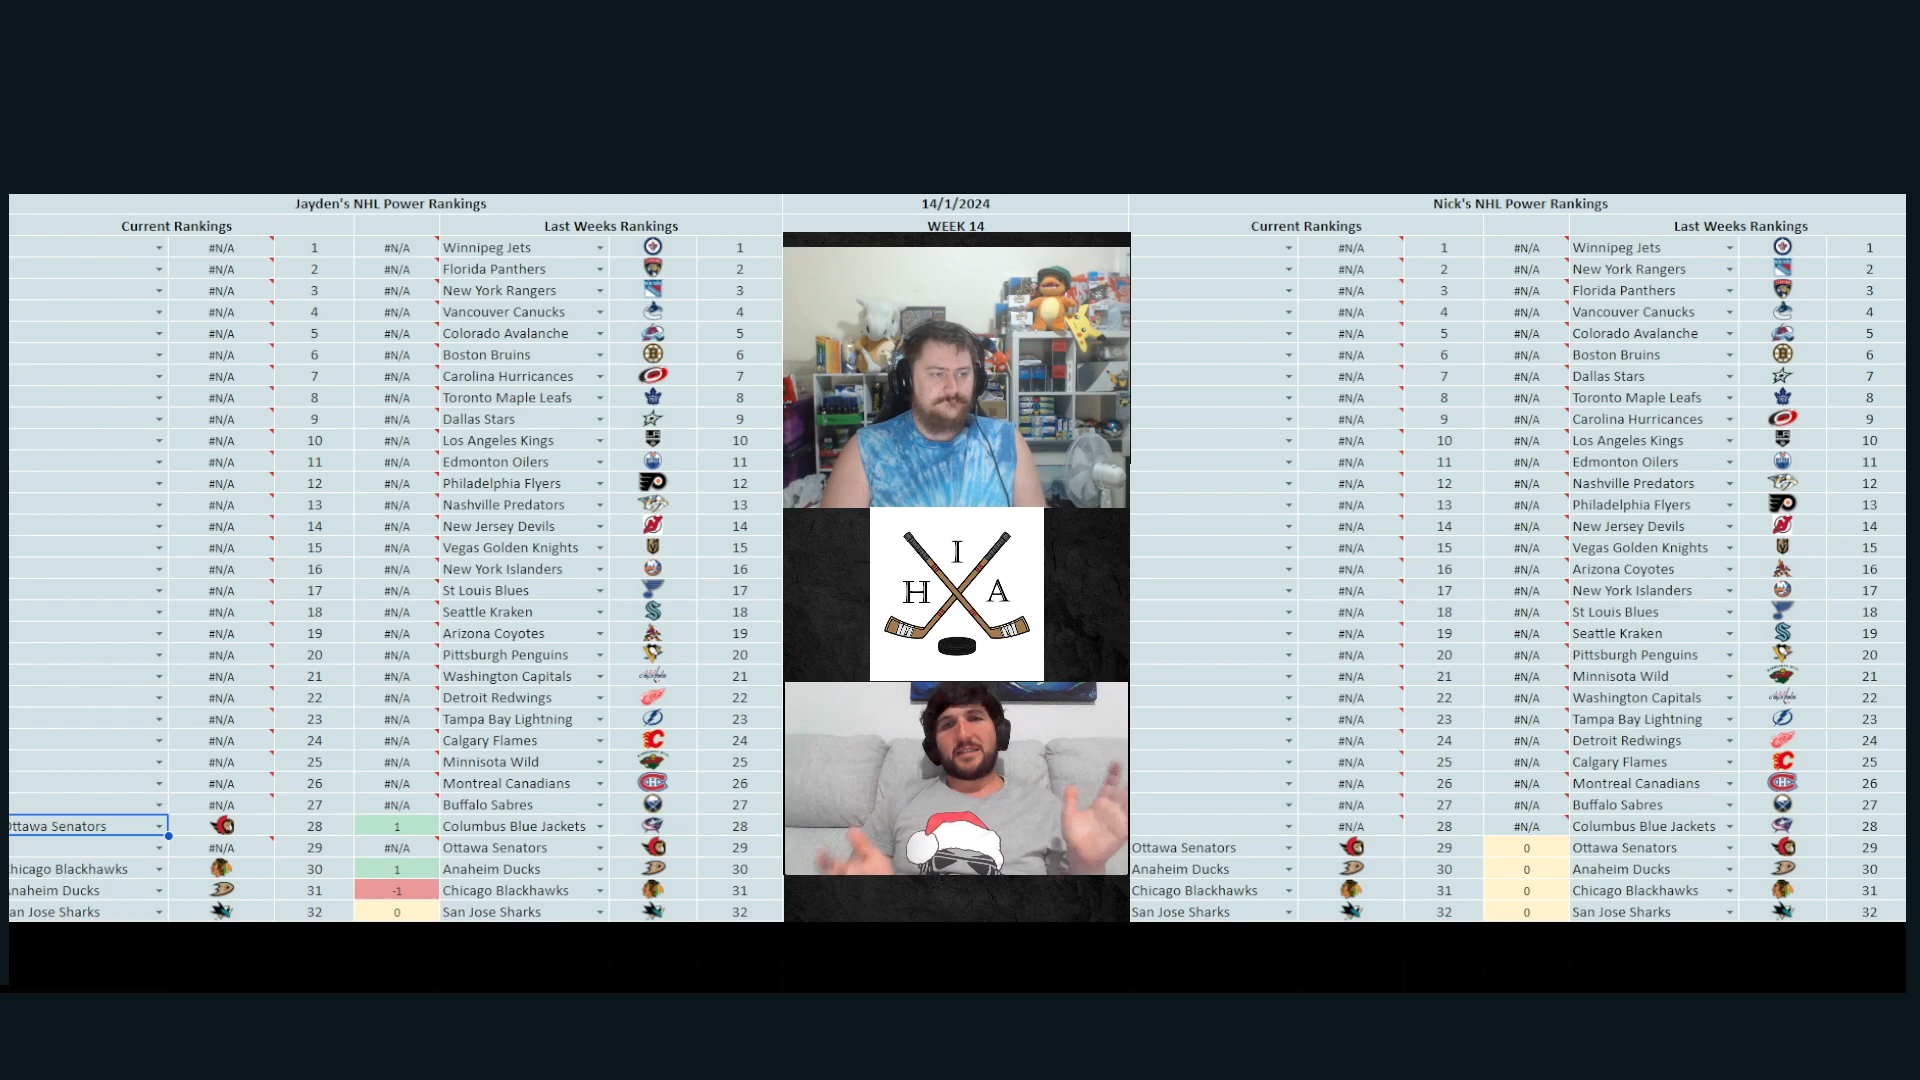 Jayden's NHL Power Rankings 14/1/2024 Nick's NHL Power Rankings
Current Rankings Last Weeks Rankings WEEK 14 Current Rankings Last Weeks Rankings
#N/A 1 #N/A Winnipeg Jets 1 #N/A 1 #N/A Winnipeg Jets 1
#N/A 2 #N/A Florida Panthers 2 #N/A 2 #N/A New York Rangers 2
#N/A 3 #N/A New York Rangers 3 #N/A 3 #N/A Florida Panthers 3
#N/A 4 #N/A Vancouver Canucks 4 #N/A 4 #N/A Vancouver Canucks 4
#N/A 5 #N/A Colorado Avalanche 5 #N/A 5 #N/A Colorado Avalanche 5
#N/A 6 #N/A Boston Bruins 6 #N/A 6 #N/A Boston Bruins 6
#N/A 7 #N/A Carolina Hurricances 7 #N/A 7 #N/A Dallas Stars 7
#N/A 8 #N/A Toronto Maple Leafs 8 #N/A 8 #N/A Toronto Maple Leafs 8
#N/A 9 #N/A Dallas Stars 9 #N/A 9 #N/A Carolina Hurricances 9
#N/A 10 #N/A Los Angeles Kings 10 #N/A 10 #N/A Los Angeles Kings 10
#N/A 11 #N/A Edmonton Oilers 11 #N/A 11 #N/A Edmonton Oilers 11
#N/A 12 #N/A Philadelphia Flyers 12 #N/A 12 #N/A Nashville Predators 12
#N/A 13 #N/A Nashville Predators 13 #N/A 13 #N/A Philadelphia Flyers 13
#N/A 14 #N/A New Jersey Devils 14 #N/A 14 #N/A New Jersey Devils 14
#N/A 15 #N/A Vegas Golden Knights 15 #N/A 15 #N/A Vegas Golden Knights 15
#N/A 16 #N/A New York Islanders 16 #N/A 16 #N/A Arizona Coyotes 16
#N/A 17 #N/A St Louis Blues 17 #N/A 17 #N/A New York Islanders 17
#N/A 18 #N/A Seattle Kraken 18 #N/A 18 #N/A St Louis Blues 18
#N/A 19 #N/A Arizona Coyotes 19 #N/A 19 #N/A Seattle Kraken 19
#N/A 20 #N/A Pittsburgh Penguins 20 #N/A 20 #N/A Pittsburgh Penguins 20
#N/A 21 #N/A Washington Capitals 21 #N/A 21 #N/A Minnisota Wild 21
#N/A 22 #N/A Detroit Redwings 22 #N/A 22 #N/A Washington Capitals 22
#N/A 23 #N/A Tampa Bay Lightning 23 #N/A 23 #N/A Tampa Bay Lightning 23
#N/A 24 #N/A Calgary Flames 24 #N/A 24 #N/A Detroit Redwings 24
#N/A 25 #N/A Minnisota Wild 25 #N/A 25 #N/A Calgary Flames 25
#N/A 26 #N/A Montreal Canadians 26 #N/A 26 #N/A Montreal Canadians 26
#N/A 27 #N/A Buffalo Sabres 27 #N/A 27 #N/A Buffalo Sabres 27
Ottawa Senators 28 1 Columbus Blue Jackets 28 #N/A 28 #N/A Columbus Blue Jackets 28
#N/A 29 #N/A Ottawa Senators 29 Ottawa Senators 29 0 Ottawa Senators 29
hicago Blackhawks 30 1 Anaheim Ducks 30 Anaheim Ducks 30 0 Anaheim Ducks 30
naheim Ducks 31 -1 Chicago Blackhawks 31 Chicago Blackhawks 31 0 Chicago Blackhawks 31
an Jose Sharks 32 0 San Jose Sharks 32 San Jose Sharks 32 0 San Jose Sharks 32
I
H A